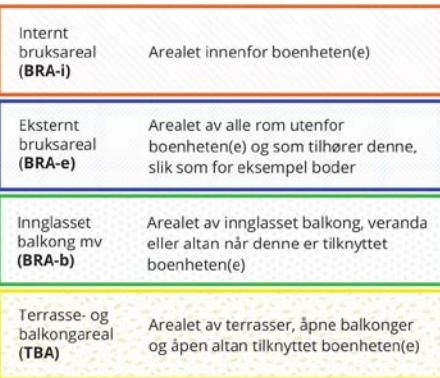 Internt
bruksareal
(BRA-i)
Arealet innenfor boenheten(e)
Eksternt
bruksareal
(BRA-e)
Arealet av alle rom utenfor
boenheten(e) og som tilhører denne,
slik som for eksempel boder
Innglasset
balkong mv
(BRA-b)
Arealet av innglasset balkong, veranda
eller altan når denne er tilknyttet
boenheten(e)
Terrasse- og
balkongareal
(TBA)
Arealet av terrasser, åpne balkonger
og åpen altan tilknyttet boenheten(e)